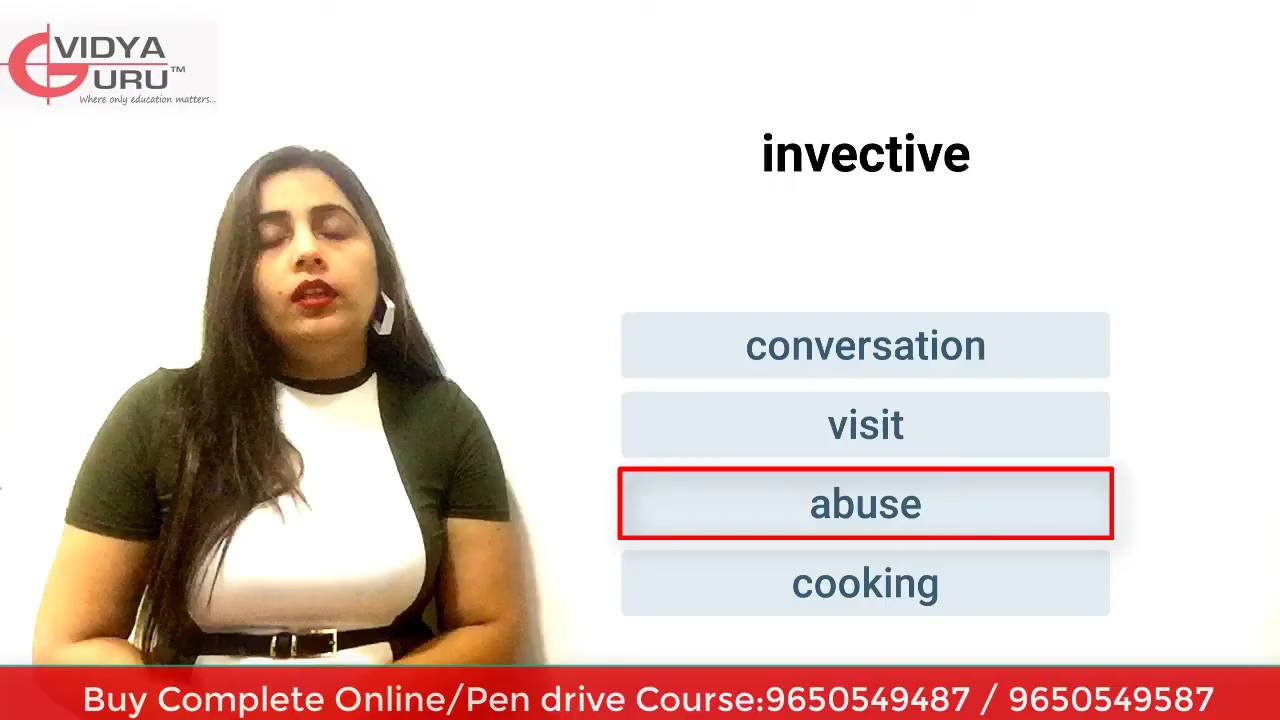 VIDYA
GURU™
Where only education matters...
invective
conversation
visit
abuse
cooking
Buy Complete Online/Pen drive Course:9650549487 / 9650549587